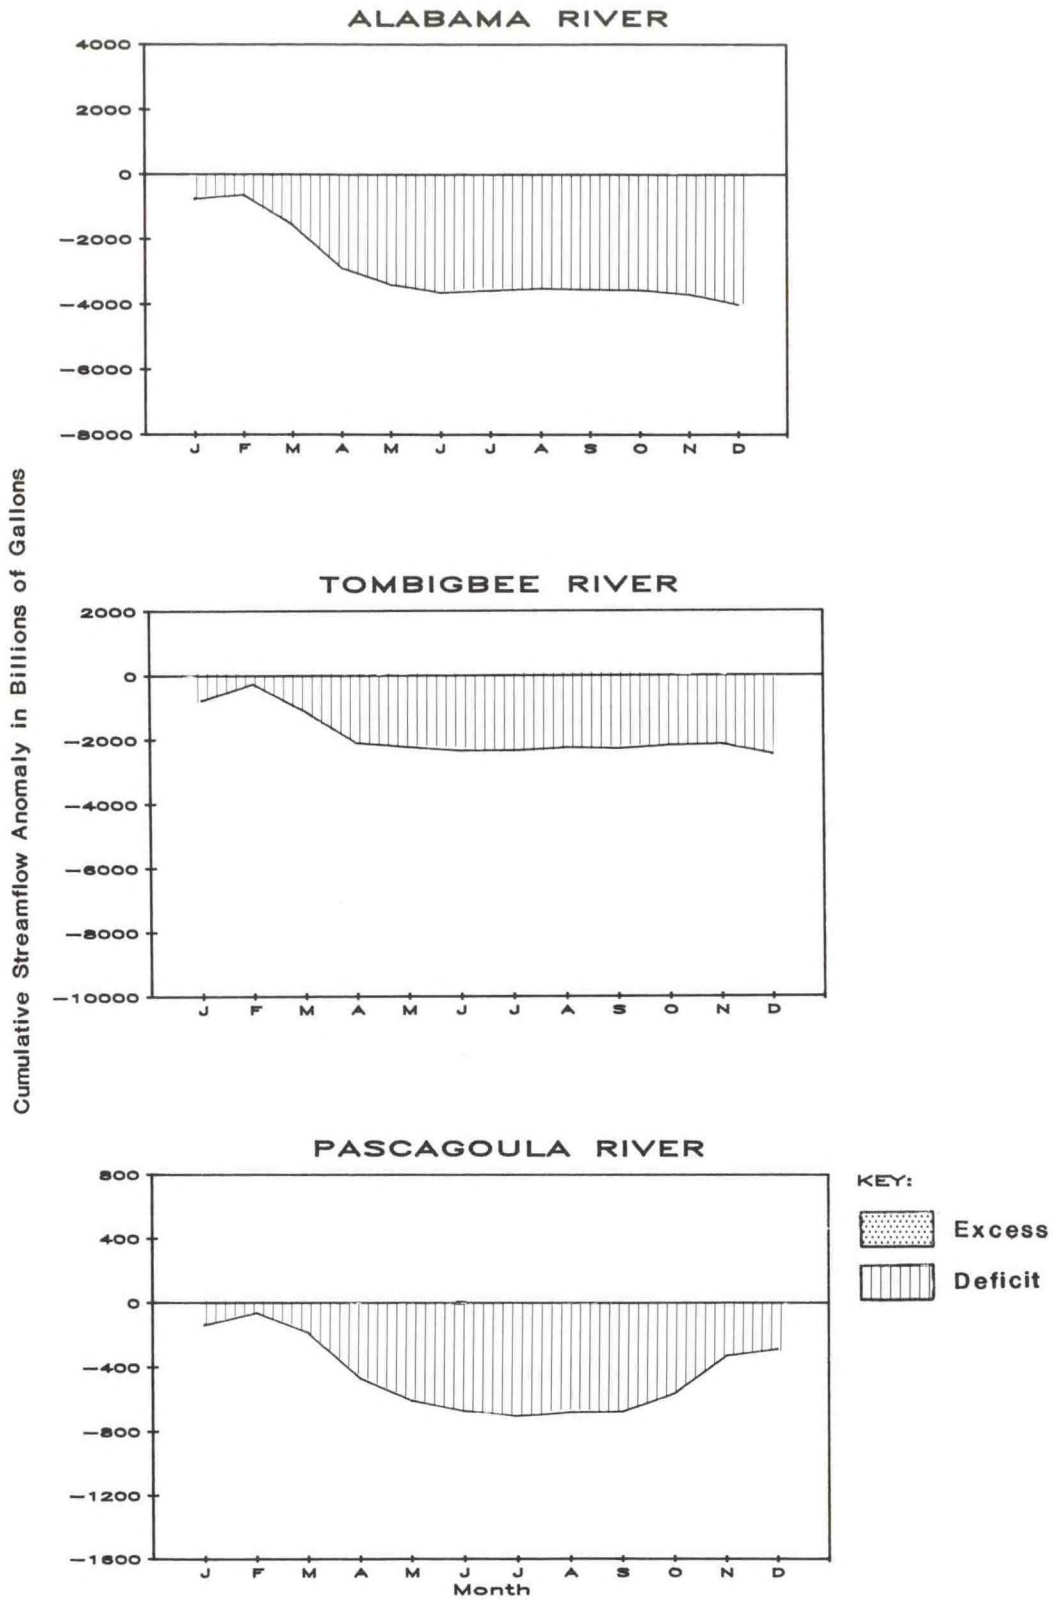 ALABAMA RIVER
4000
2000
0
-2000
-4000
-6000
-8000
J F M A M J J A S O N D
Cumulative Streamflow Anomaly in Billions of Gallons
TOMBIGBEE RIVER
2000
0
-2000
-4000
-6000
-8000
-10000
J F M A M J J A S O N D
PASCAGOULA RIVER
800
400
0
-400
-800
-1200
-1600
J F M A M J J A S O N D
Month
KEY:
Excess
Deficit